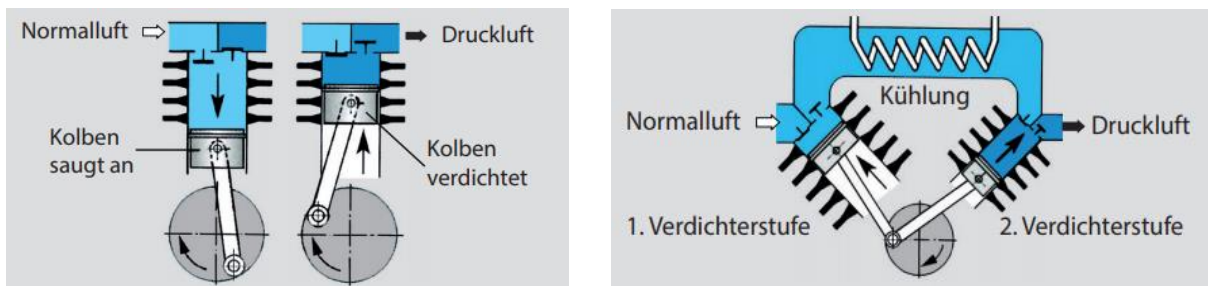 Normalluft
Druckluft
Kolben
saugt an
Kolben
verdichtet
Kühlung
Normalluft
Druckluft
1. Verdichterstufe
2. Verdichterstufe